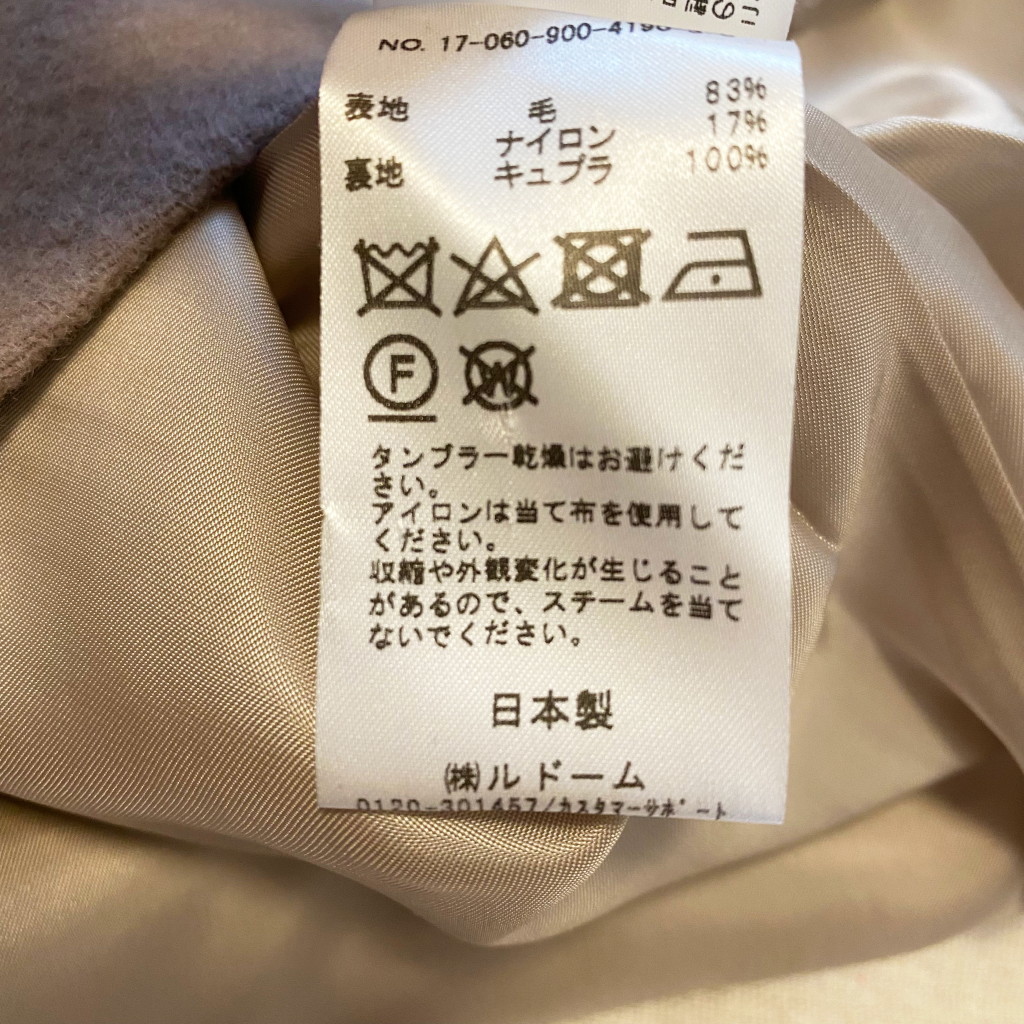 NO. 17-060-900-4190
表地 毛 83%
ナイロン 17%
裏地 キュプラ 100%
F W
タンブラー乾燥はお避けくだ
さい。
アイロンは当て布を使用して
ください。
収縮や外観変化が生じること
があるので、スチームを当て
ないでください。
日本製
㈱ルドーム
0120-301457/カスタマーサポート